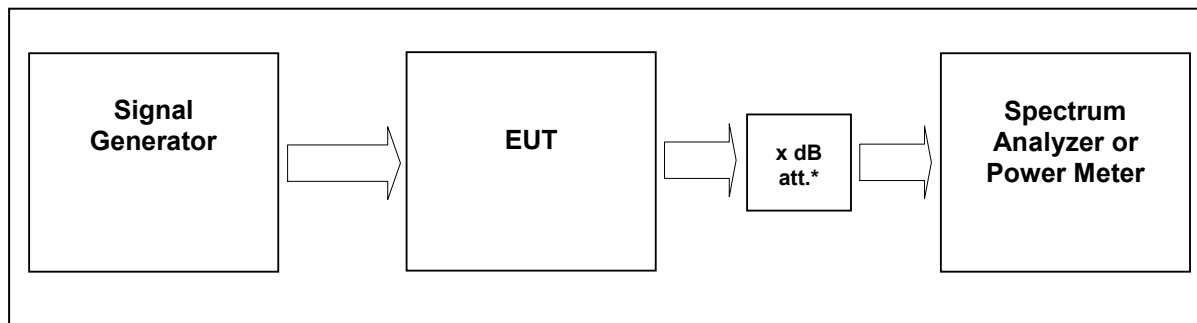 Signal
Generator
EUT
x dB
att.*
Spectrum
Analyzer or
Power Meter